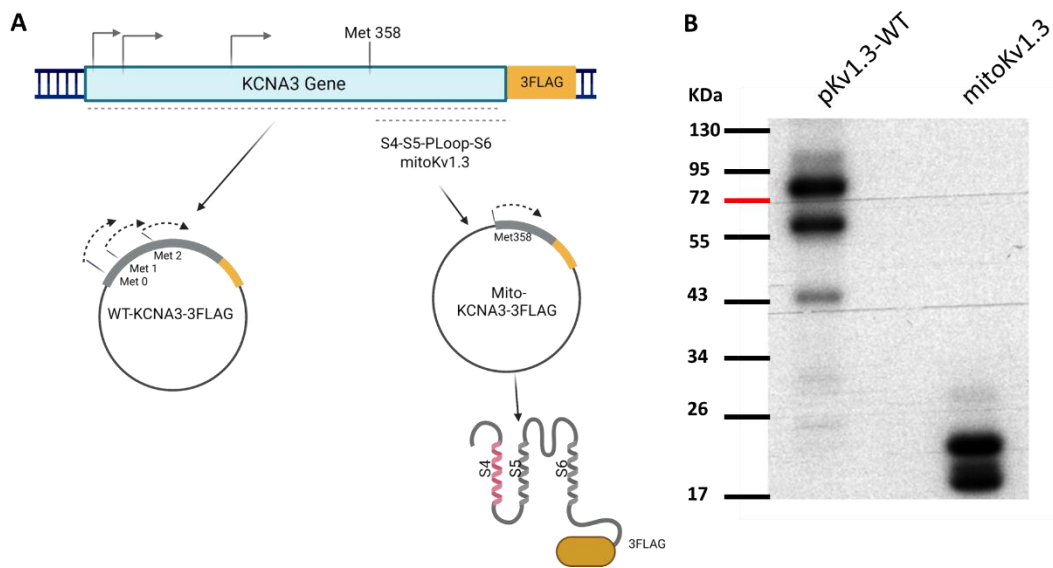 A
Met 358
KCNA3 Gene
3FLAG
S4-S5-PLoop-S6
mitoKv1.3
Met 2
Met 1
Met 0
WT-KCNA3-3FLAG
Met358
Mito-
KCNA3-3FLAG
S4
S5
S6
3FLAG
B
pKv1.3-WT
mitoKv1.3
KDa
130
95
72
55
43
34
26
17